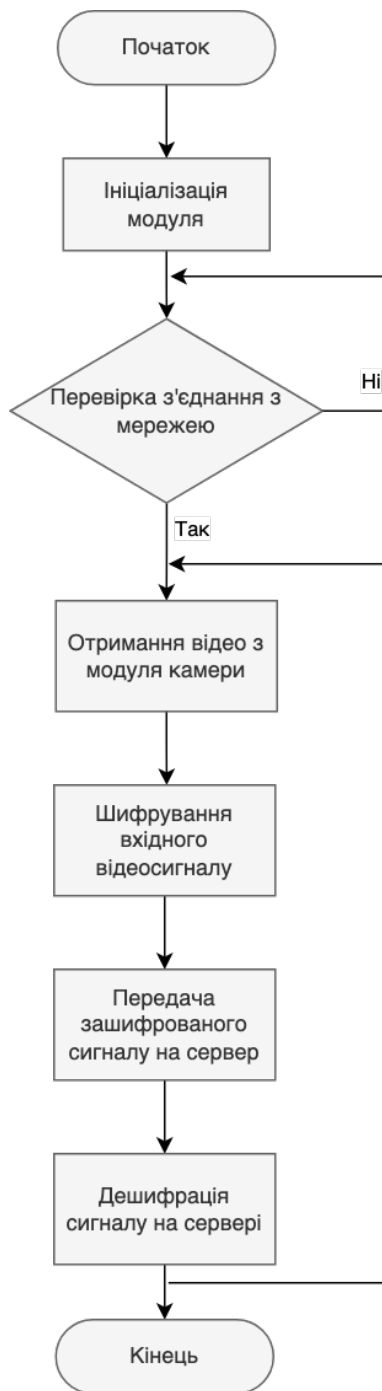 Початок
Ініціалізація
модуля
Перевірка з'єднання з
мережею
Ні
Так
Отримання відео з
модуля камери
Шифрування
вхідного
відеосигналу
Передача
зашифрованого
сигналу на сервер
Дешифрація
сигналу на сервері
Кінець